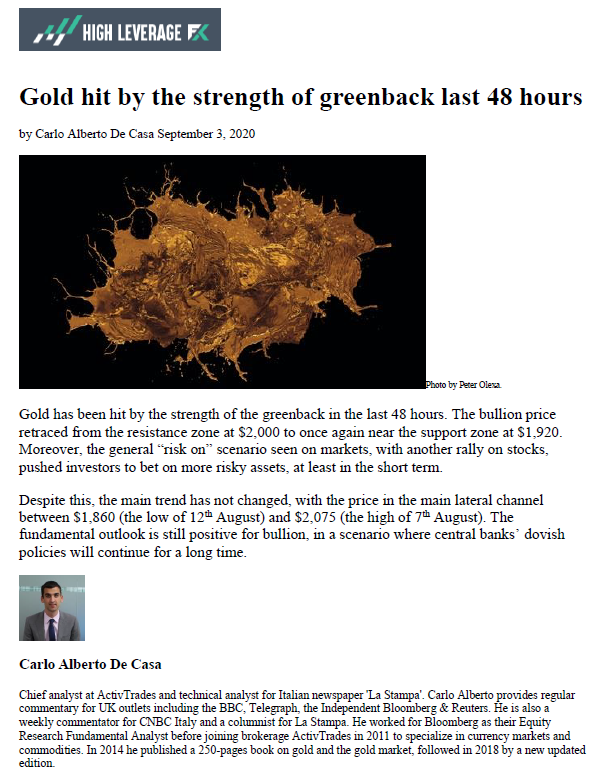 HIGH LEVERAGE FX
Gold hit by the strength of greenback last 48 hours
by Carlo Alberto De Casa September 3, 2020
Photo by Peter Olexa.
Gold has been hit by the strength of the greenback in the last 48 hours. The bullion price
retraced from the resistance zone at $2,000 to once again near the support zone at $1,920.
Moreover, the general “risk on” scenario seen on markets, with another rally on stocks,
pushed investors to bet on more risky assets, at least in the short term.
Despite this, the main trend has not changed, with the price in the main lateral channel
between $1,860 (the low of 12th August) and $2,075 (the high of 7th August). The
fundamental outlook is still positive for bullion, in a scenario where central banks’ dovish
policies will continue for a long time.
Carlo Alberto De Casa
Chief analyst at ActivTrades and technical analyst for Italian newspaper 'La Stampa'. Carlo Alberto provides regular
commentary for UK outlets including the BBC, Telegraph, the Independent Bloomberg & Reuters. He is also a
weekly commentator for CNBC Italy and a columnist for La Stampa. He worked for Bloomberg as their Equity
Research Fundamental Analyst before joining brokerage ActivTrades in 2011 to specialize in currency markets and
commodities. In 2014 he published a 250-pages book on gold and the gold market, followed in 2018 by a new updated
edition.